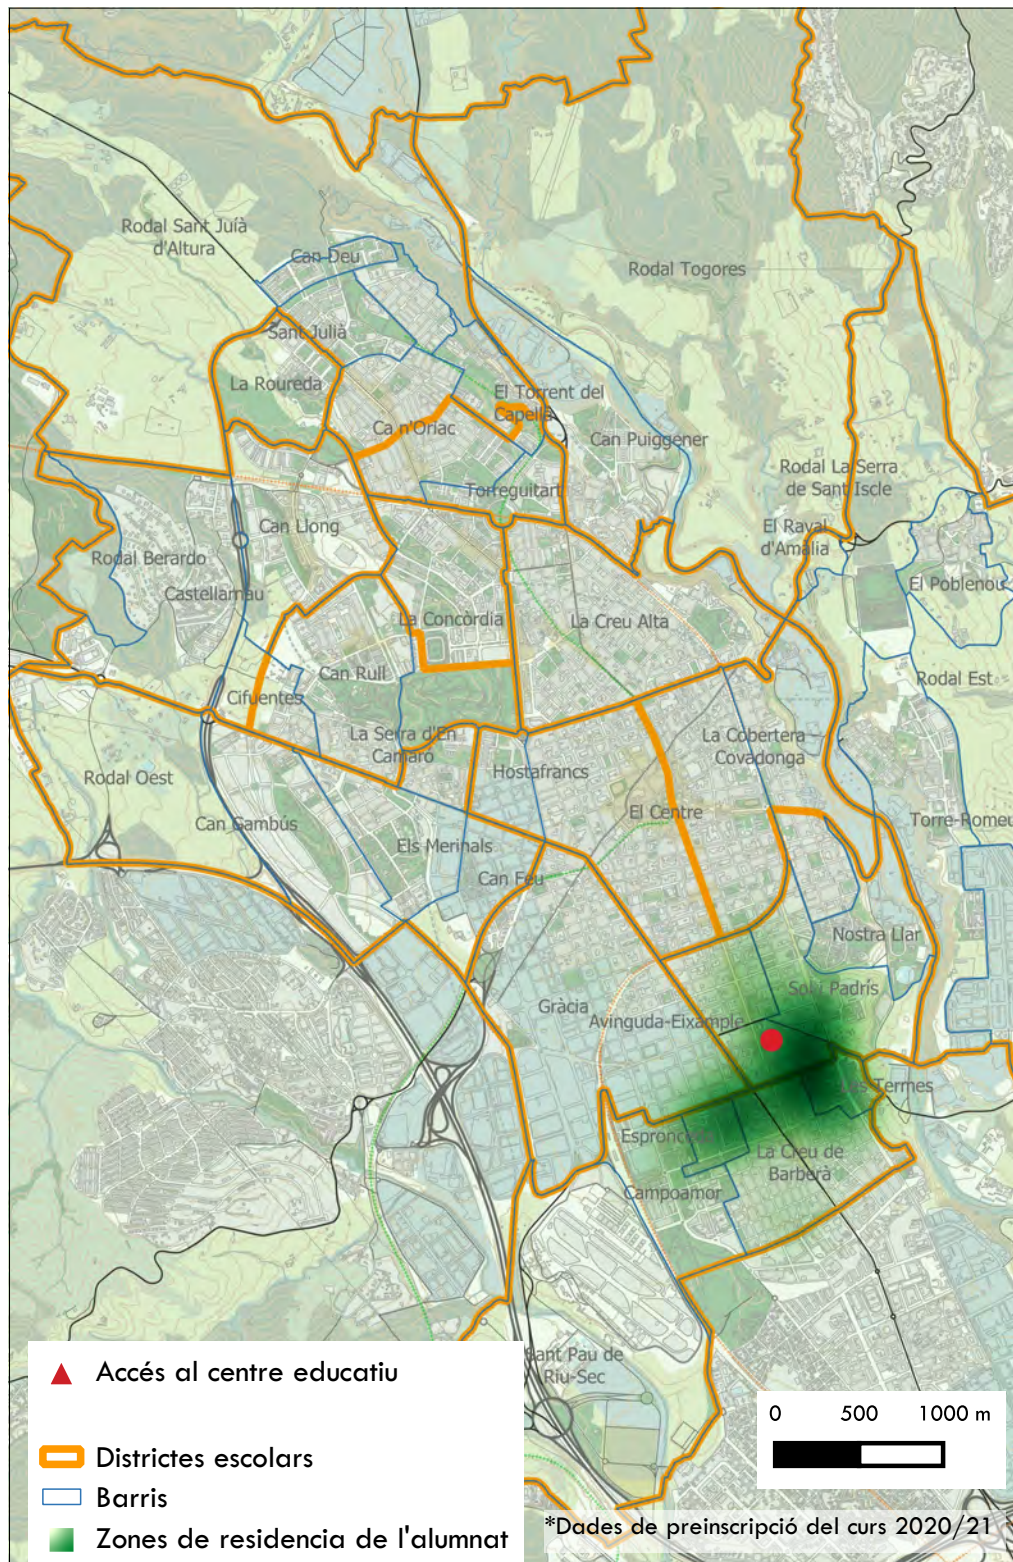 Rodal Sant Juíà
d'Altura
Can Deu
Rodal Togores
Sant Julià
La Roureda
El Torrent del
Capella
Ca n'Oriac
Can Puiggener
Rodal La Serra
de Sant Iscle
Torreguitart
Can Llong
El Raval
d'Amàlia
Rodal Berardo
El Poblenou
Castellarnau
La Concòrdia
La Creu Alta
Can Rull
Rodal Est
Cifuentes
La Serra d'En
Camaró
La Cobertera
Covadonga
Rodal Oest
Hostafrancs
El Centre
Can Gambús
Torre-Romeu
Els Merinals
Can Feu
Nostra Llar
Sol i Padrís
Gràcia
Avinguda-Eixample
Les Termes
Espronceda
La Creu de
Barberà
Campoamor
Sant Pau de
Riu-Sec
Accés al centre educatiu
Districtes escolars
Barris
Zones de residencia de l'alumnat
0 500 1000 m
*Dades de preinscripció del curs 2020/21